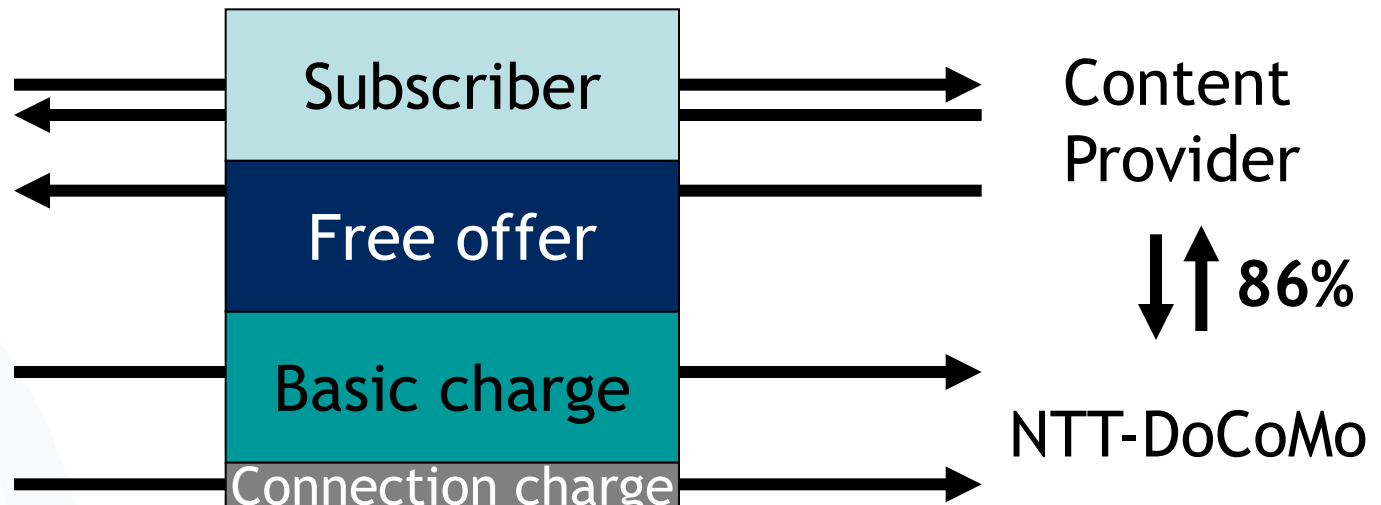 Subscriber
Content
Provider
Free offer
86%
Basic charge
NTT-DoCoMo
Connection charge